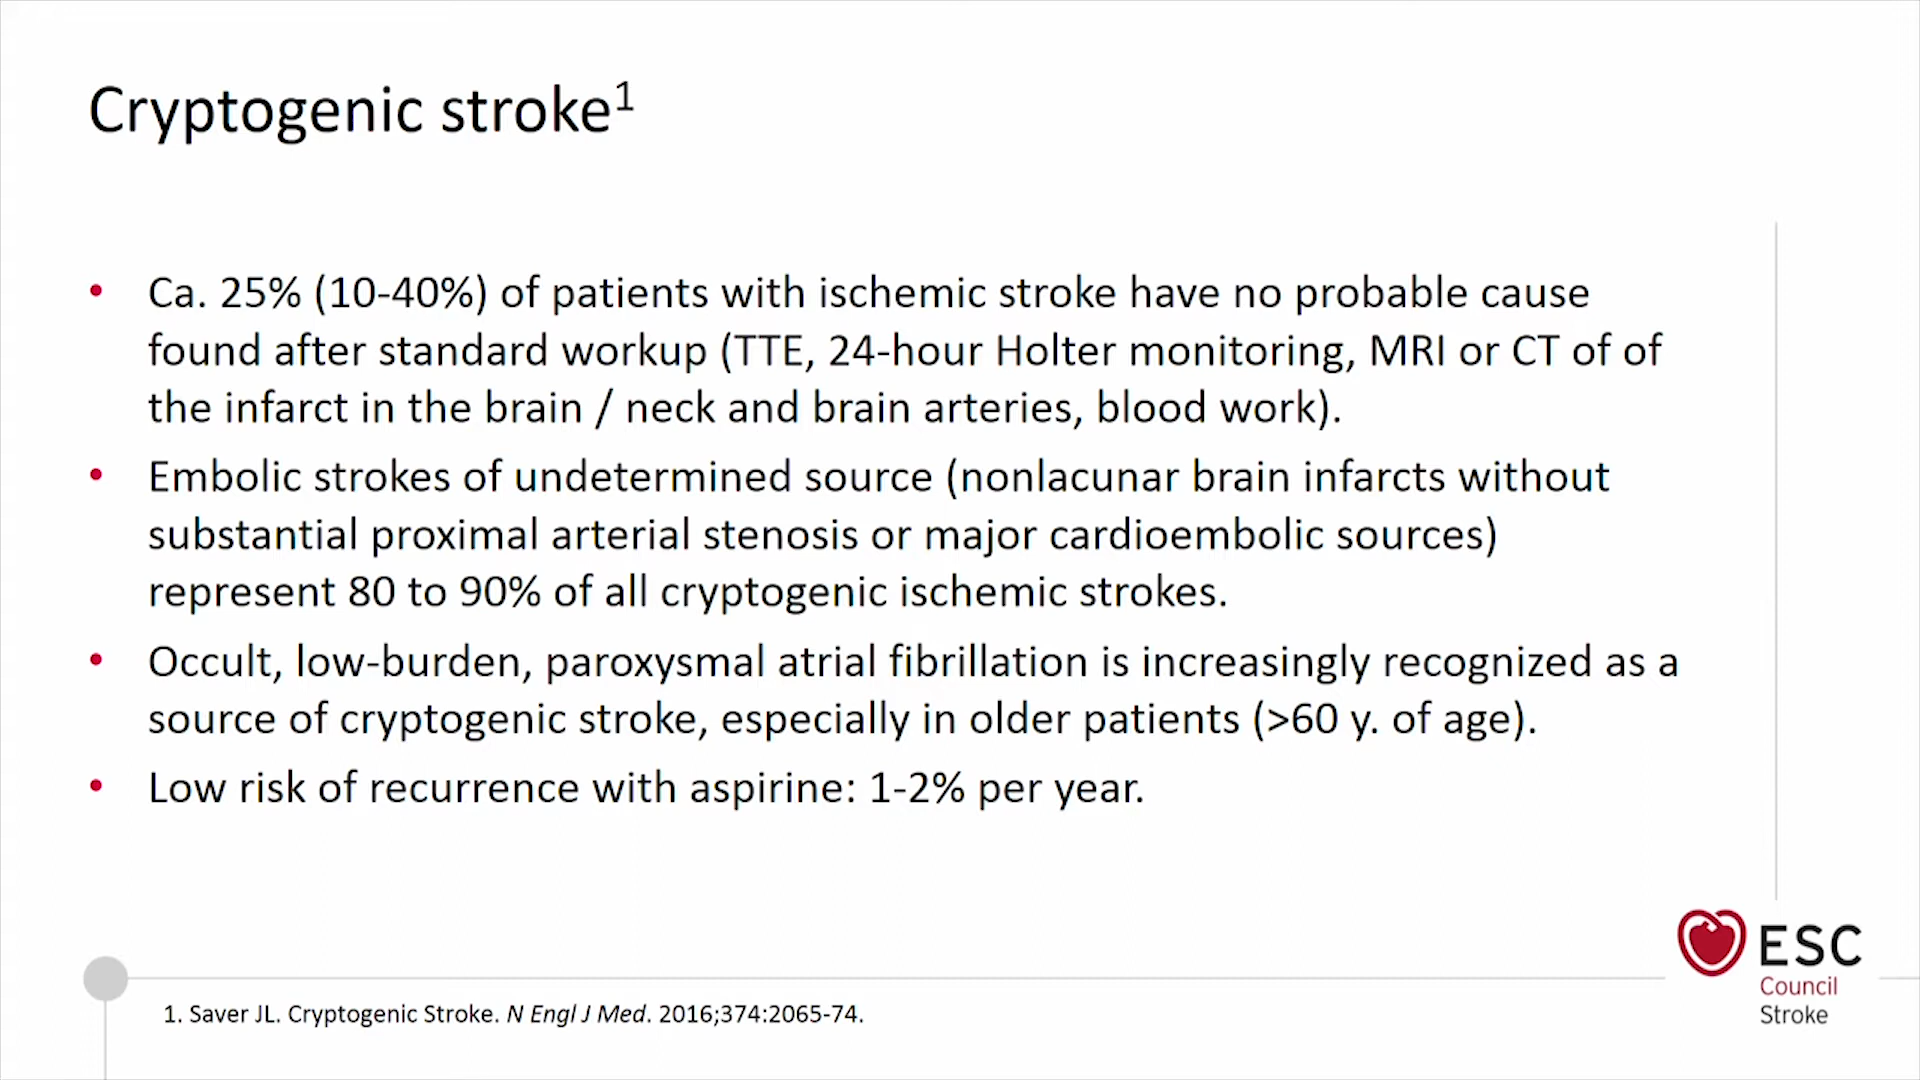 Cryptogenic stroke¹
• Ca. 25% (10-40%) of patients with ischemic stroke have no probable cause
found after standard workup (TTE, 24-hour Holter monitoring, MRI or CT of of
the infarct in the brain / neck and brain arteries, blood work).
• Embolic strokes of undetermined source (nonlacunar brain infarcts without
substantial proximal arterial stenosis or major cardioembolic sources)
represent 80 to 90% of all cryptogenic ischemic strokes.
• Occult, low-burden, paroxysmal atrial fibrillation is increasingly recognized as a
source of cryptogenic stroke, especially in older patients (>60 y. of age).
• Low risk of recurrence with aspirine: 1-2% per year.
1. Saver JL. Cryptogenic Stroke. N Engl J Med. 2016;374:2065-74.
ESC
Council
Stroke